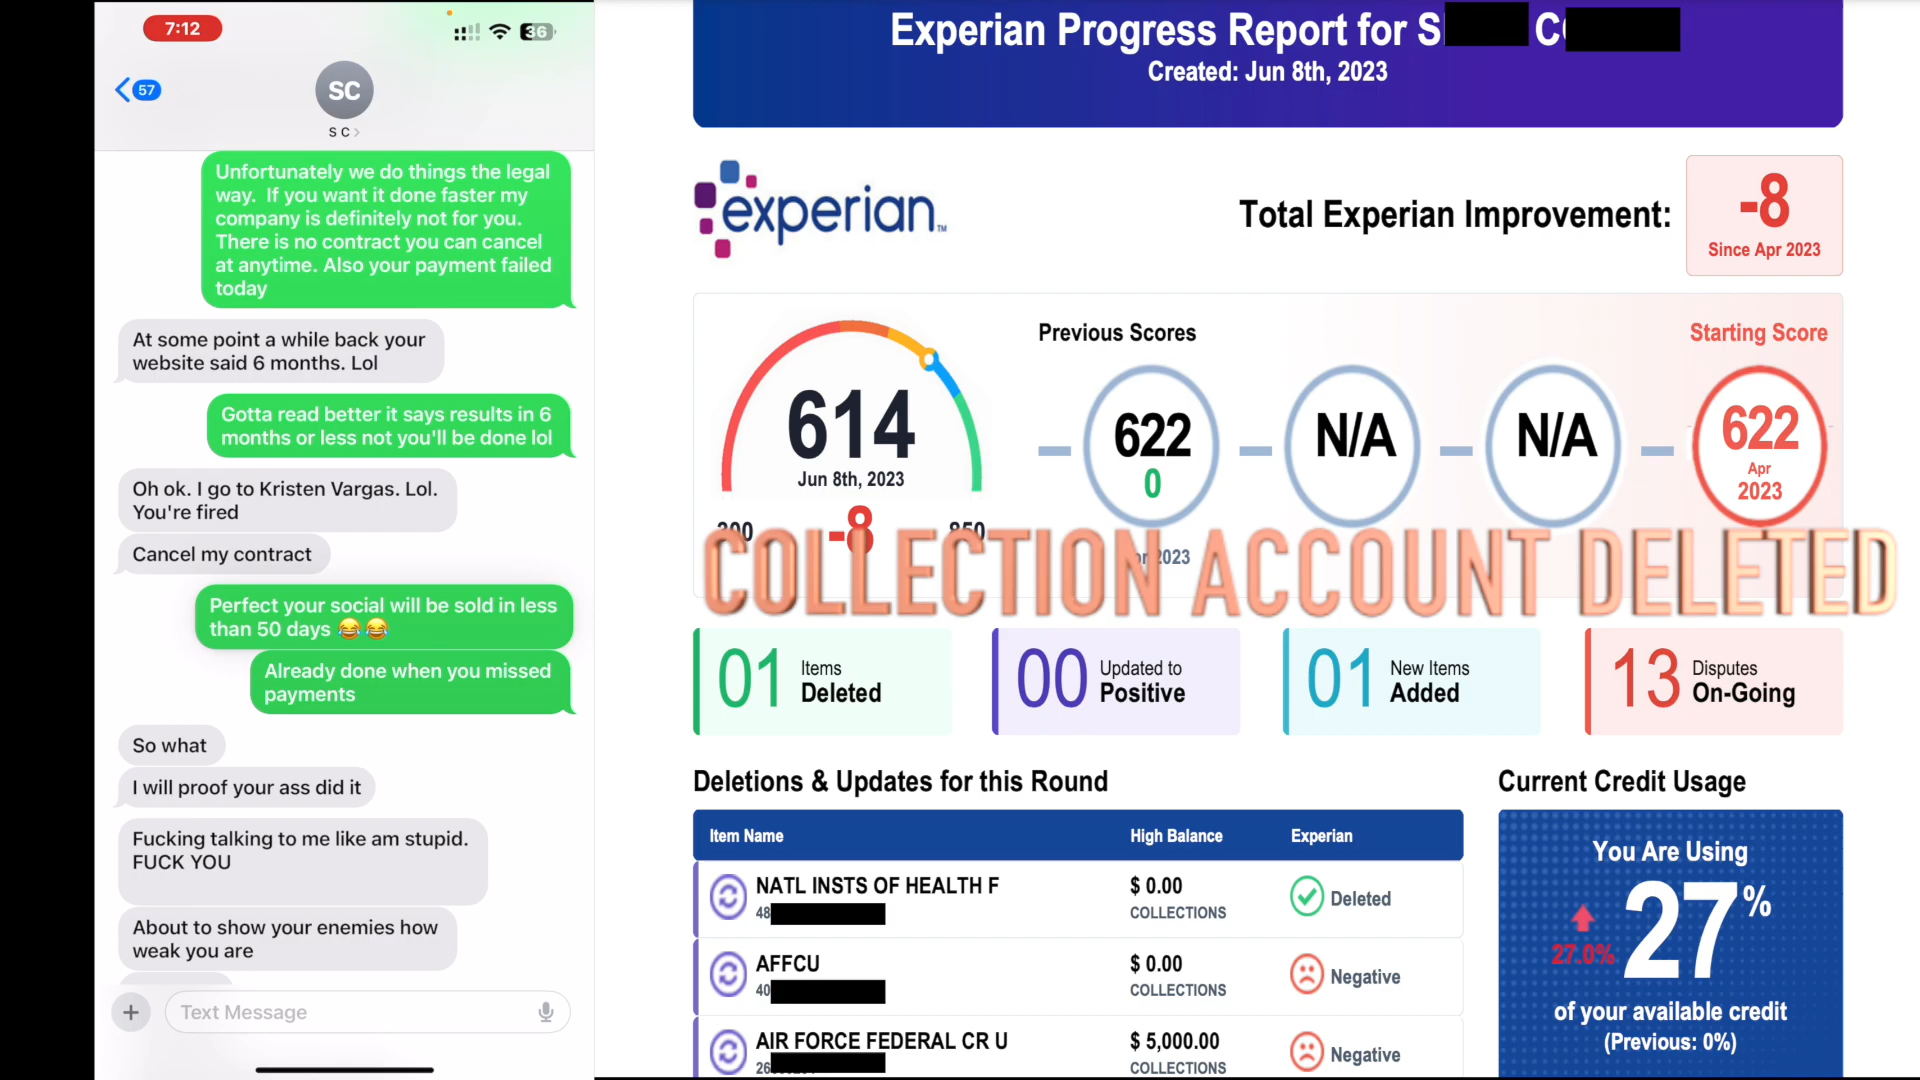 7:12
36
57
SC
S C
Unfortunately we do things the legal
way. If you want it done faster my
company is definitely not for you.
There is no contract you can cancel
at anytime. Also your payment failed
today
At some point a while back your
website said 6 months. Lol
Gotta read better it says results in 6
months or less not you'll be done lol
Oh ok. I go to Kristen Vargas. Lol.
You're fired
Cancel my contract
Perfect your social will be sold in less
than 50 days 😂😂
Already done when you missed
payments
So what
I will proof your ass did it
Fucking talking to me like am stupid.
FUCK YOU
About to show your enemies how
weak you are
Text Message
Experian Progress Report for S C
Created: Jun 8th, 2023
experian.™
Total Experian Improvement:
-8
Since Apr 2023
614
Jun 8th, 2023
-8
850
Previous Scores
622
0
2023
N/A
N/A
Starting Score
622
Apr
2023
COLLECTION ACCOUNT DELETED
01 Items
Deleted
00 Updated to
Positive
01 New Items
Added
13 Disputes
On-Going
Deletions & Updates for this Round
Item Name High Balance Experian
NATL INSTS OF HEALTH F $ 0.00
48 COLLECTIONS Deleted
AFFCU $ 0.00
40 COLLECTIONS Negative
AIR FORCE FEDERAL CR U $ 5,000.00
26 COLLECTIONS Negative
Current Credit Usage
You Are Using
27%
27.0%
of your available credit
(Previous: 0%)